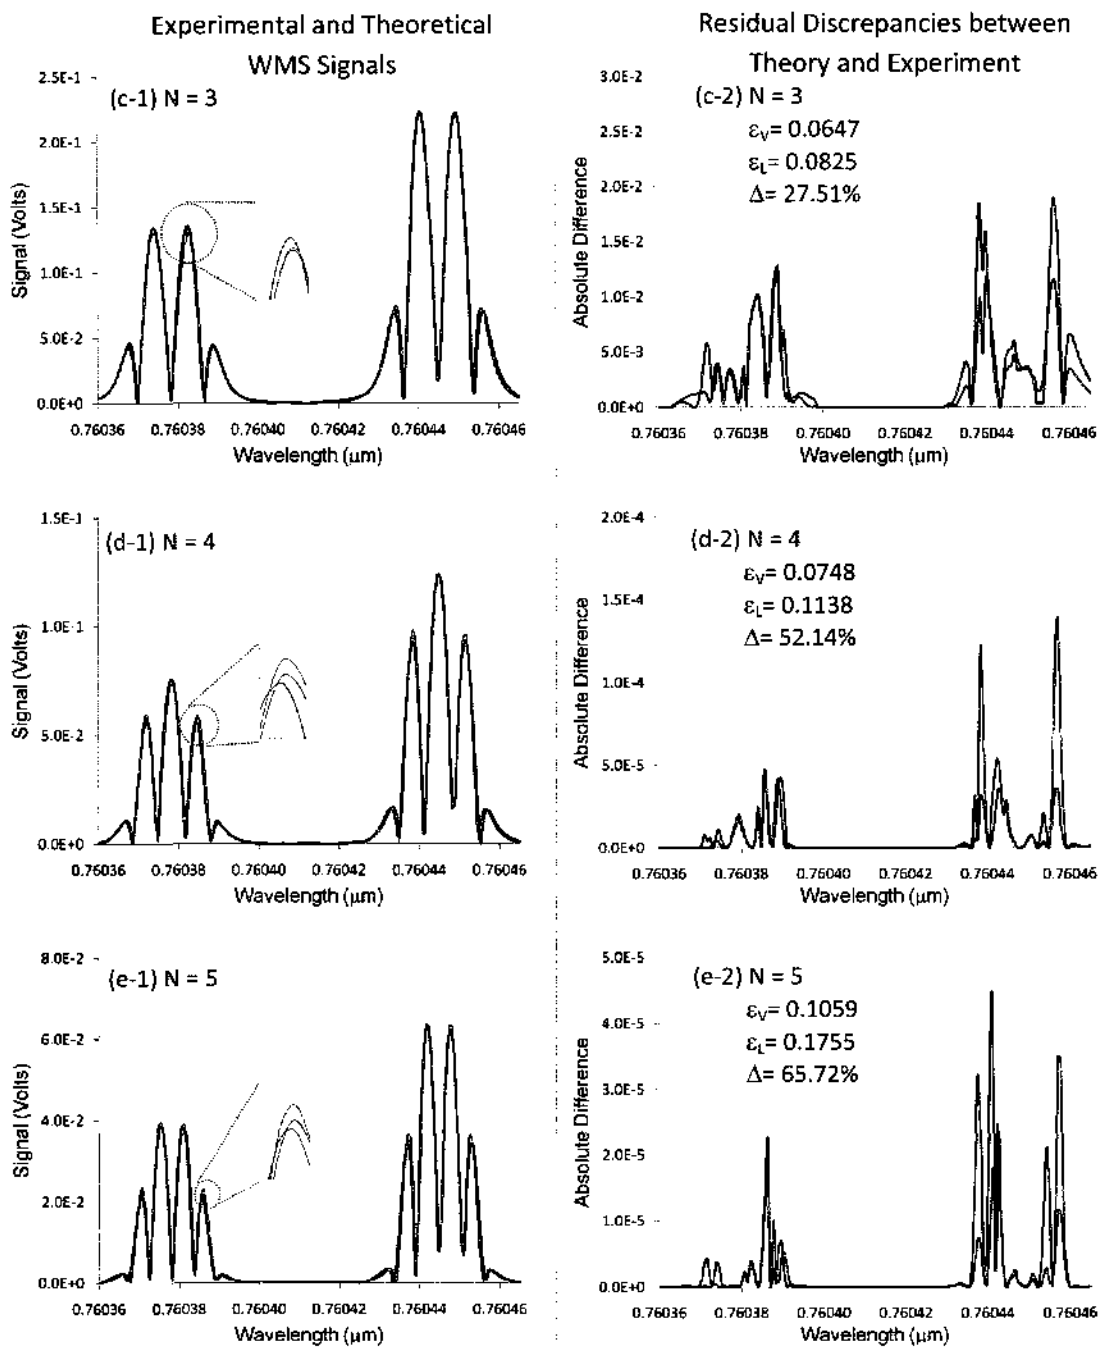 Experimental and Theoretical
WMS Signals
Residual Discrepancies between
Theory and Experiment
(c-1) N = 3
2.5E-1
2.0E-1
1.5E-1
1.0E-1
5.0E-2
0.0E+0
Signal (Volts)
0.76036 0.76038 0.76040 0.76042 0.76044 0.76046
Wavelength (μm)
(c-2) N = 3
εV= 0.0647
εL= 0.0825
Δ= 27.51%
3.0E-2
2.5E-2
2.0E-2
1.5E-2
1.0E-2
5.0E-3
0.0E+0
Absolute Difference
0.76036 0.76038 0.76040 0.76042 0.76044 0.76046
Wavelength (μm)
(d-1) N = 4
1.5E-1
1.0E-1
5.0E-2
0.0E+0
Signal (Volts)
0.76036 0.76038 0.76040 0.76042 0.76044 0.76046
Wavelength (μm)
(d-2) N = 4
εV= 0.0748
εL= 0.1138
Δ= 52.14%
2.0E-4
1.5E-4
1.0E-4
5.0E-5
0.0E+0
Absolute Difference
0.76036 0.76038 0.76040 0.76042 0.76044 0.76046
Wavelength (μm)
(e-1) N = 5
8.0E-2
6.0E-2
4.0E-2
2.0E-2
0.0E+0
Signal (Volts)
0.76036 0.76038 0.76040 0.76042 0.76044 0.76046
Wavelength (μm)
(e-2) N = 5
εV= 0.1059
εL= 0.1755
Δ= 65.72%
5.0E-5
4.0E-5
3.0E-5
2.0E-5
1.0E-5
0.0E+0
Absolute Difference
0.76036 0.76038 0.76040 0.76042 0.76044 0.76046
Wavelength (μm)